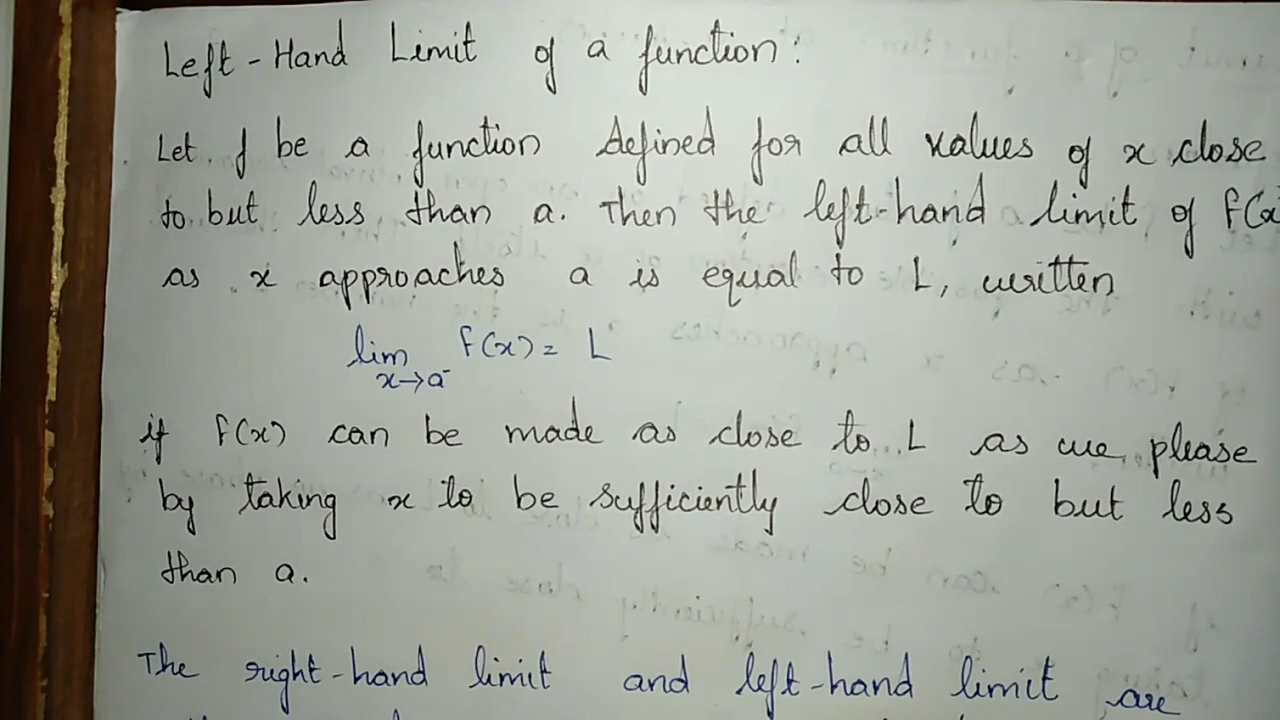 Left-Hand Limit of a function:
Let f be a function defined for all values of x close
to but less than a. Then the left-hand limit of f(x
as x approaches a is equal to L, written
lim f(x) = L
x→a⁻
if f(x) can be made as close to L as we please
by taking x to be sufficiently close to but less
than a.
The right-hand limit and left-hand limit are